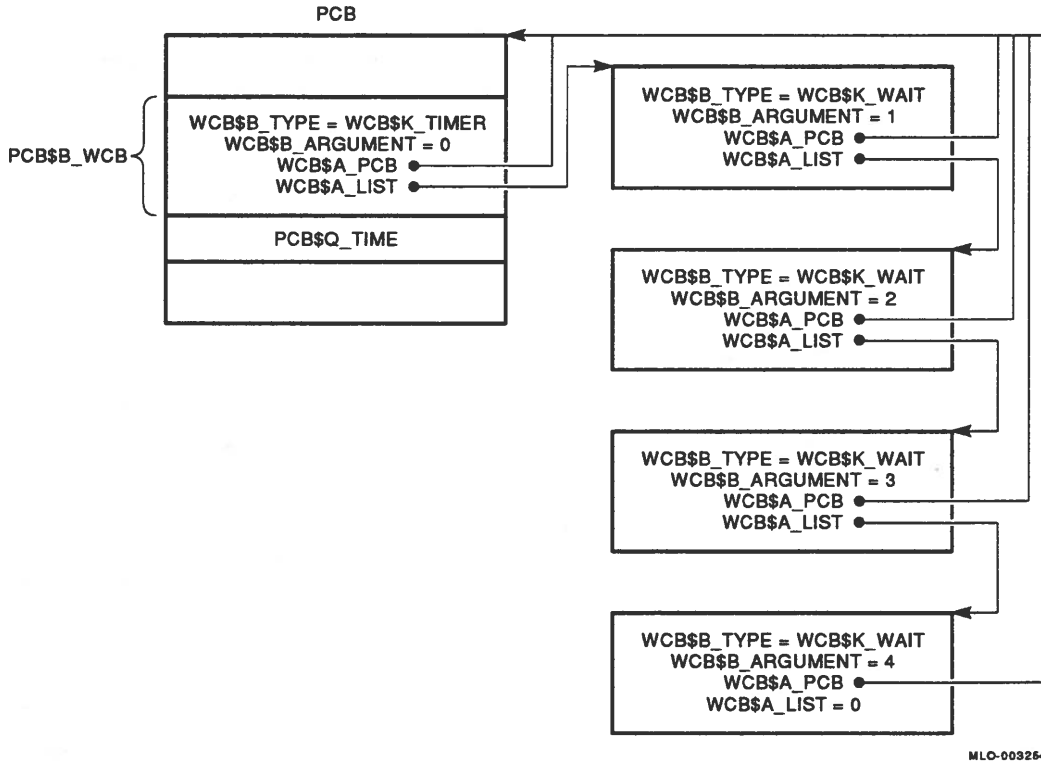 PCB
PCB$B_WCB
WCB$B_TYPE = WCB$K_TIMER
WCB$B_ARGUMENT = 0
WCB$A_PCB
WCB$A_LIST
PCB$Q_TIME
WCB$B_TYPE = WCB$K_WAIT
WCB$B_ARGUMENT = 1
WCB$A_PCB
WCB$A_LIST
WCB$B_TYPE = WCB$K_WAIT
WCB$B_ARGUMENT = 2
WCB$A_PCB
WCB$A_LIST
WCB$B_TYPE = WCB$K_WAIT
WCB$B_ARGUMENT = 3
WCB$A_PCB
WCB$A_LIST
WCB$B_TYPE = WCB$K_WAIT
WCB$B_ARGUMENT = 4
WCB$A_PCB
WCB$A_LIST = 0